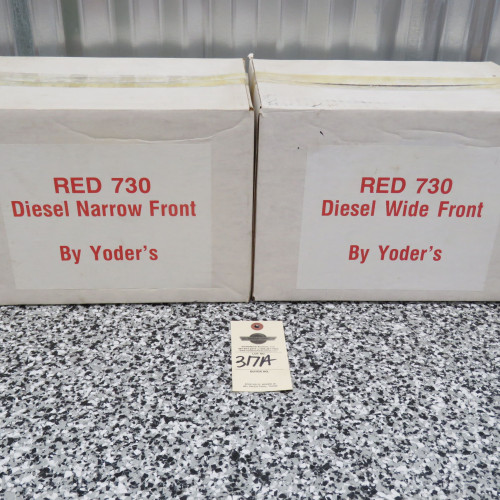 RED 730
Diesel Narrow Front
By Yoder's
RED 730
Diesel Wide Front
By Yoder's
317A